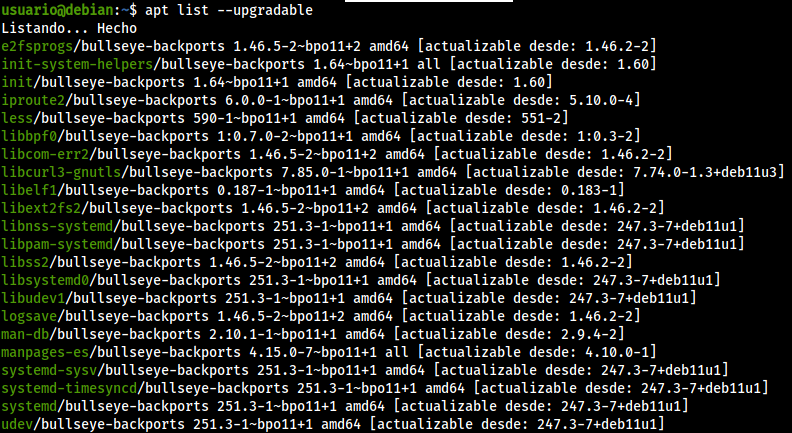 usuario@debian:~$ apt list --upgradable
Listando... Hecho
e2fsprogs/bullseye-backports 1.46.5-2~bpo11+2 amd64 [actualizable desde: 1.46.2-2]
init-system-helpers/bullseye-backports 1.64~bpo11+1 all [actualizable desde: 1.60]
init/bullseye-backports 1.64~bpo11+1 amd64 [actualizable desde: 1.60]
iproute2/bullseye-backports 6.0.0-1~bpo11+1 amd64 [actualizable desde: 5.10.0-4]
less/bullseye-backports 590-1~bpo11+1 amd64 [actualizable desde: 551-2]
libbpf0/bullseye-backports 1:0.7.0-2~bpo11+1 amd64 [actualizable desde: 1:0.3-2]
libcom-err2/bullseye-backports 1.46.5-2~bpo11+2 amd64 [actualizable desde: 1.46.2-2]
libcurl3-gnutls/bullseye-backports 7.85.0-1~bpo11+1 amd64 [actualizable desde: 7.74.0-1.3+deb11u3]
libelf1/bullseye-backports 0.187-1~bpo11+1 amd64 [actualizable desde: 0.183-1]
libext2fs2/bullseye-backports 1.46.5-2~bpo11+2 amd64 [actualizable desde: 1.46.2-2]
libnss-systemd/bullseye-backports 251.3-1~bpo11+1 amd64 [actualizable desde: 247.3-7+deb11u1]
libpam-systemd/bullseye-backports 251.3-1~bpo11+1 amd64 [actualizable desde: 247.3-7+deb11u1]
libss2/bullseye-backports 1.46.5-2~bpo11+2 amd64 [actualizable desde: 1.46.2-2]
libsystemd0/bullseye-backports 251.3-1~bpo11+1 amd64 [actualizable desde: 247.3-7+deb11u1]
libudev1/bullseye-backports 251.3-1~bpo11+1 amd64 [actualizable desde: 247.3-7+deb11u1]
logsave/bullseye-backports 1.46.5-2~bpo11+2 amd64 [actualizable desde: 1.46.2-2]
man-db/bullseye-backports 2.10.1-1~bpo11+1 amd64 [actualizable desde: 2.9.4-2]
manpages-es/bullseye-backports 4.15.0-7~bpo11+1 all [actualizable desde: 4.10.0-1]
systemd-sysv/bullseye-backports 251.3-1~bpo11+1 amd64 [actualizable desde: 247.3-7+deb11u1]
systemd-timesyncd/bullseye-backports 251.3-1~bpo11+1 amd64 [actualizable desde: 247.3-7+deb11u1]
systemd/bullseye-backports 251.3-1~bpo11+1 amd64 [actualizable desde: 247.3-7+deb11u1]
udev/bullseye-backports 251.3-1~bpo11+1 amd64 [actualizable desde: 247.3-7+deb11u1]